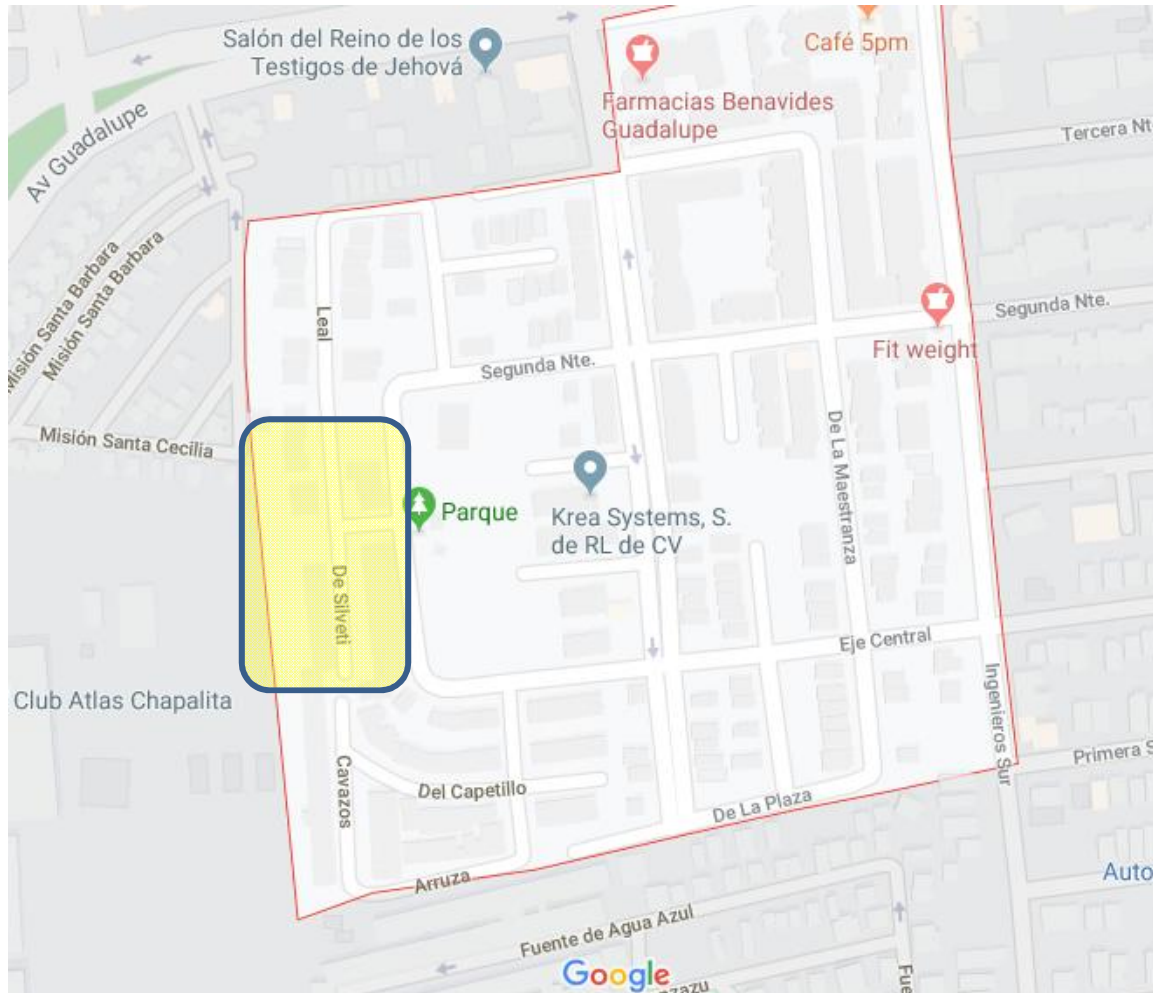 Salón del Reino de los
Testigos de Jehová
Café 5pm
Farmacias Benavides
Guadalupe
Av Guadalupe
Tercera Nt
Misión Santa Barbara
Misión Santa Barbara
Leal
Segunda Nte.
Segunda Nte.
Fit weight
Misión Santa Cecilia
De La Maestranza
Parque
Krea Systems, S.
de RL de CV
De Silveti
Eje Central
Club Atlas Chapalita
Ingenieros Sur
Cavazos
Primera S
Del Capetillo
De La Plaza
Arruza
Auto
Fuente de Agua Azul
Google
nzazu
Fue